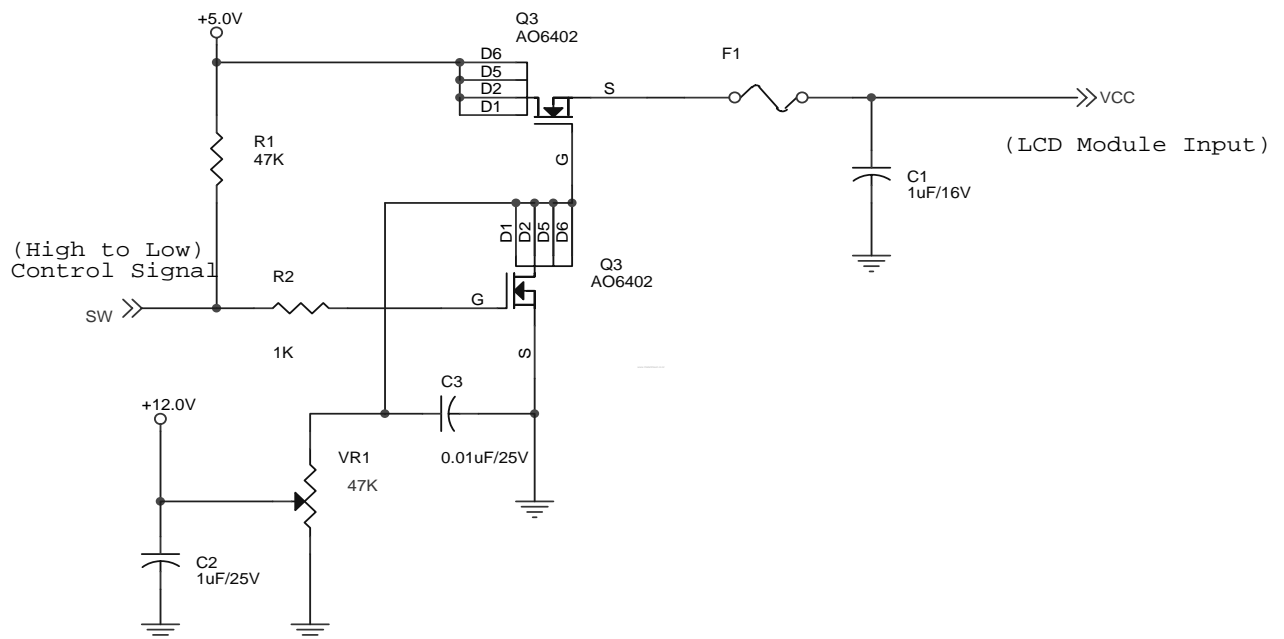 +5.0V
Q3
AO6402
D6
D5
D2
D1
S
G
F1
VCC
(LCD Module Input)
R1
47K
C1
1uF/16V
(High to Low)
Control Signal
SW
R2
1K
G
D1
D2
D5
D6
Q3
AO6402
S
+12.0V
C3
0.01uF/25V
VR1
47K
C2
1uF/25V